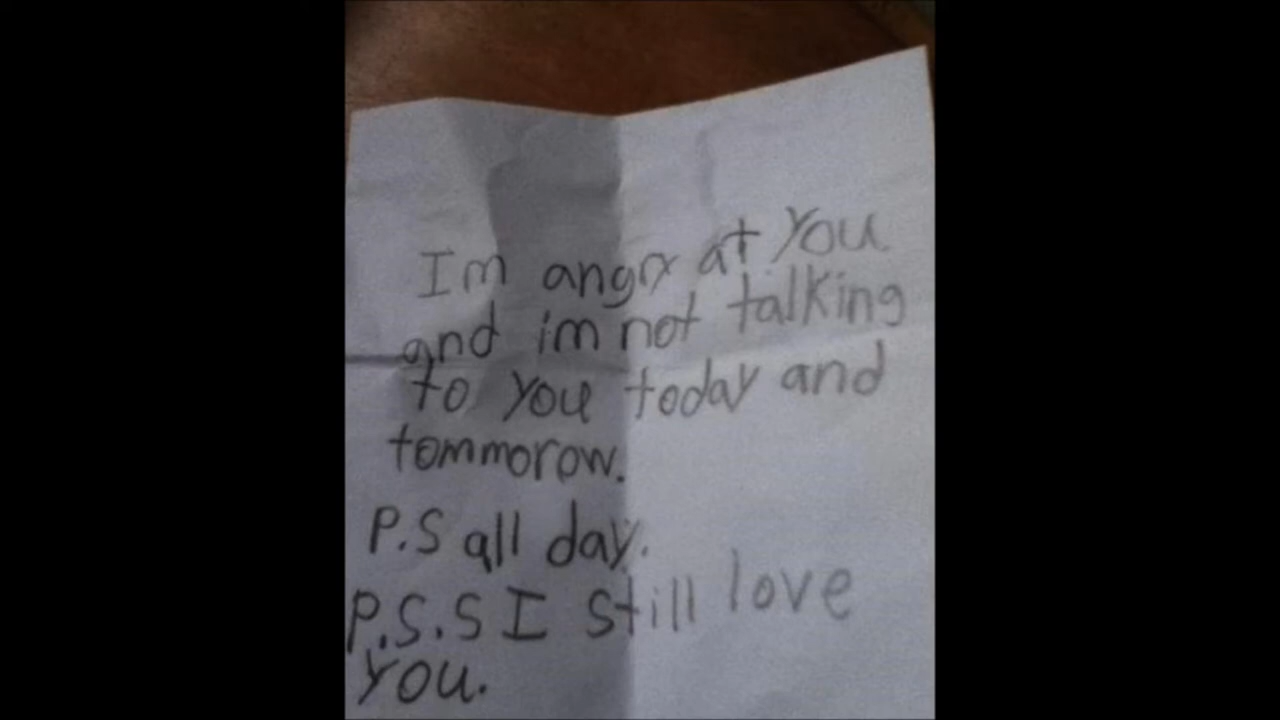 Im angry at You
and im not talking
to you today and
tommorow.
P.S all day.
P.S.S I still love
you.